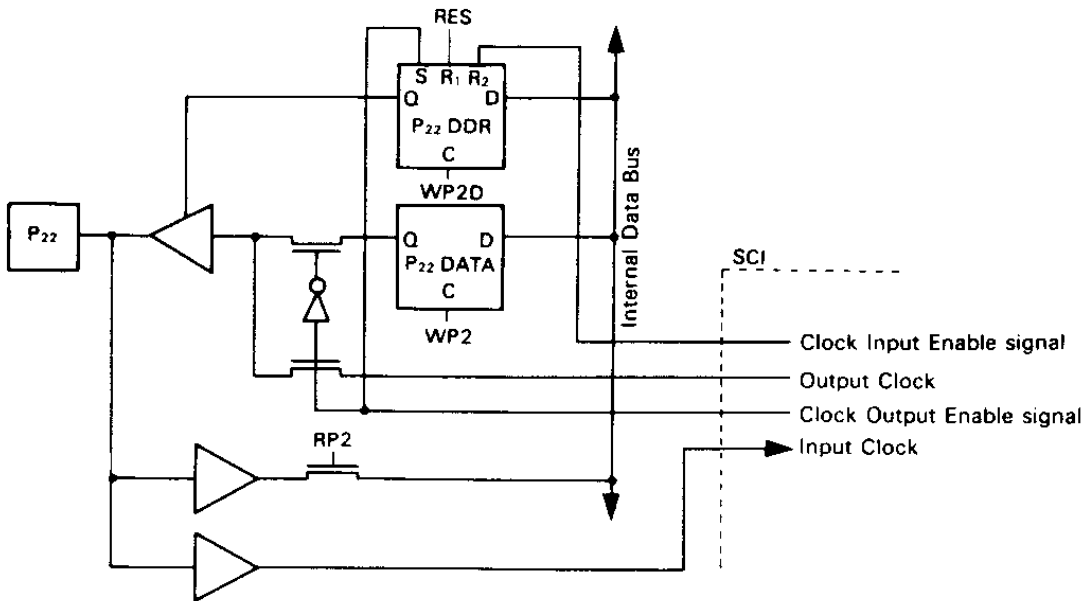 RES
S R₁ R₂
Q D
P₂₂ DDR
C
WP2D
P₂₂
Q D
P₂₂ DATA
C
WP2
Internal Data Bus
SCI
Clock Input Enable signal
Output Clock
Clock Output Enable signal
Input Clock
RP2